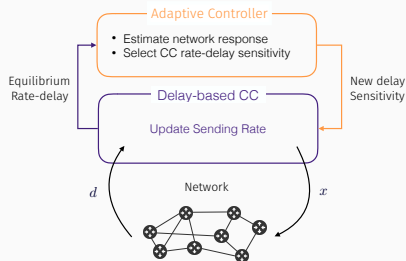 Adaptive Controller
• Estimate network response
• Select CC rate-delay sensitivity
Equilibrium
Rate-delay
New delay
Sensitivity
Delay-based CC
Update Sending Rate
d
Network
x